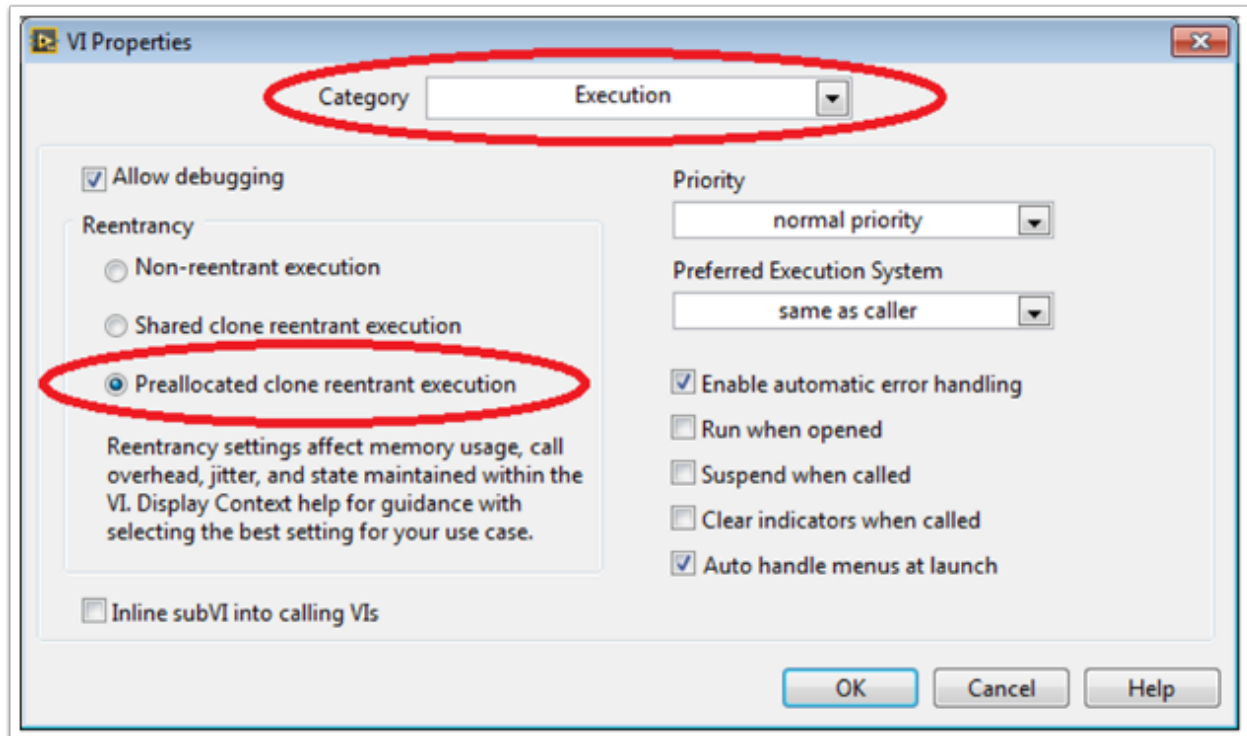 VI Properties
Category
Execution
Allow debugging
Reentrancy
Non-reentrant execution
Shared clone reentrant execution
Preallocated clone reentrant execution
Reentrancy settings affect memory usage, call
overhead, jitter, and state maintained within the
VI. Display Context help for guidance with
selecting the best setting for your use case.
Inline subVI into calling VIs
Priority
normal priority
Preferred Execution System
same as caller
Enable automatic error handling
Run when opened
Suspend when called
Clear indicators when called
Auto handle menus at launch
OK
Cancel
Help